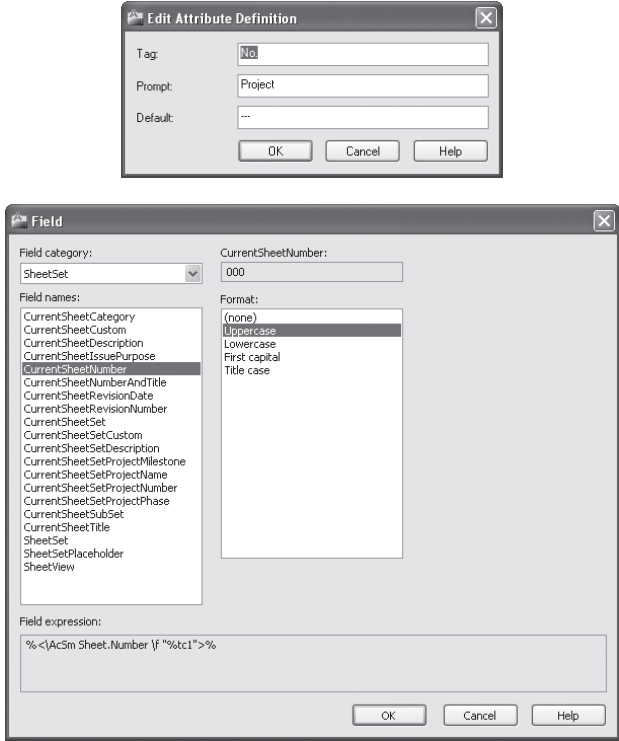 Edit Attribute Definition
Tag:
No.
Prompt:
Project
Default:
---
OK
Cancel
Help
Field
Field category:
SheetSet
Field names:
CurrentSheetCategory
CurrentSheetCustom
CurrentSheetDescription
CurrentSheetIssuePurpose
CurrentSheetNumber
CurrentSheetNumberAndTitle
CurrentSheetRevisionDate
CurrentSheetRevisionNumber
CurrentSheetSet
CurrentSheetSetCustom
CurrentSheetSetDescription
CurrentSheetSetProjectMilestone
CurrentSheetSetProjectName
CurrentSheetSetProjectNumber
CurrentSheetSetProjectPhase
CurrentSheetSubSet
CurrentSheetTitle
SheetSet
SheetSetPlaceholder
SheetView
CurrentSheetNumber:
000
Format:
(none)
Uppercase
Lowercase
First capital
Title case
Field expression:
%<\AcSm Sheet.Number \f "%tc1">%
OK
Cancel
Help